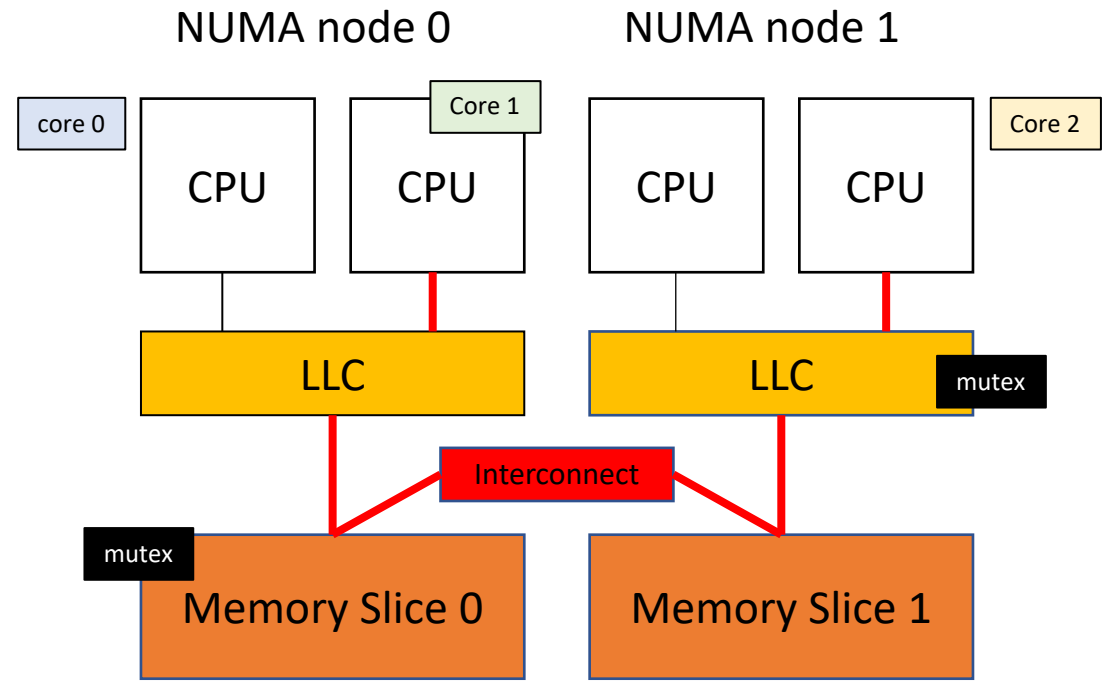 NUMA node 0
NUMA node 1
core 0
Core 1
Core 2
CPU
CPU
CPU
CPU
LLC
LLC
mutex
Interconnect
mutex
Memory Slice 0
Memory Slice 1